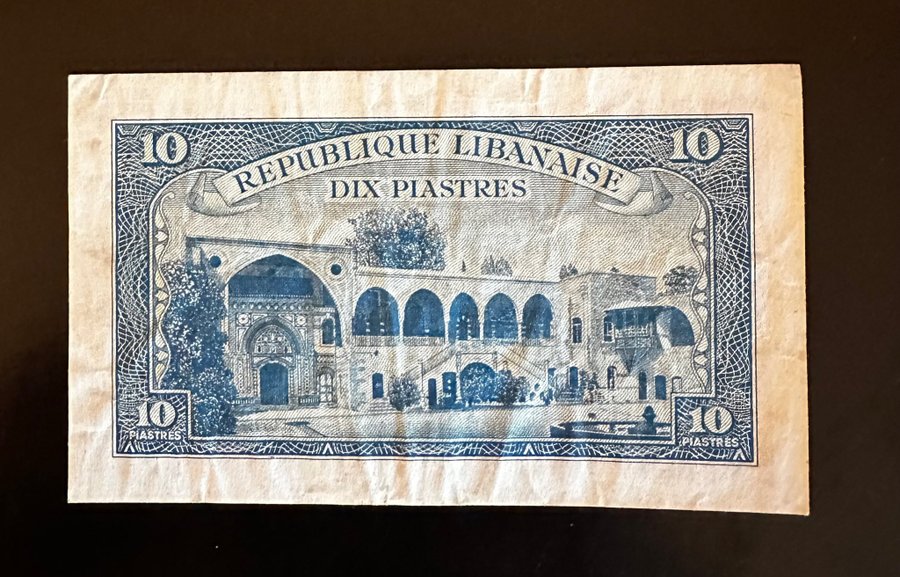 10 10
REPUBLIQUE LIBANAISE
DIX PIASTRES
10 10
PIASTRES PIASTRES